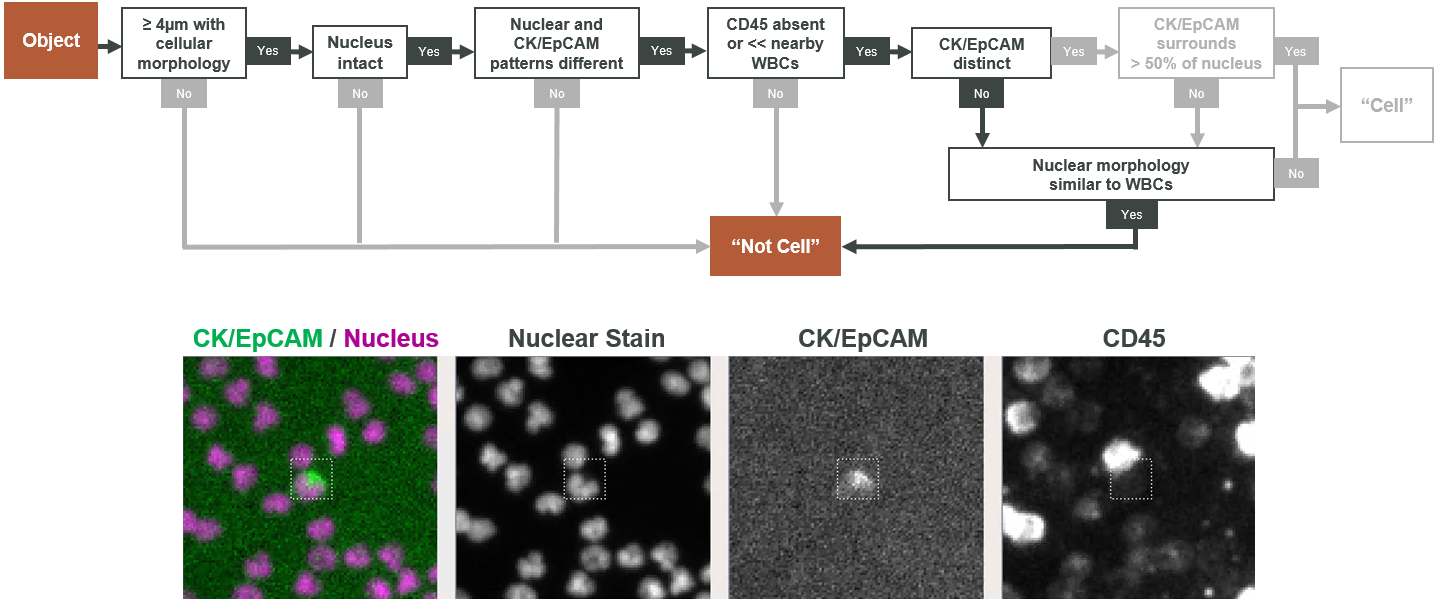 Object
≥ 4µm with
cellular
morphology
Yes
No
Nucleus
intact
Yes
No
Nuclear and
CK/EpCAM
patterns different
Yes
No
CD45 absent
or << nearby
WBCs
Yes
No
CK/EpCAM
distinct
Yes
No
CK/EpCAM
surrounds
> 50% of nucleus
Yes
No
“Cell”
Nuclear morphology
similar to WBCs
No
Yes
“Not Cell”
CK/EpCAM / Nucleus
Nuclear Stain
CK/EpCAM
CD45